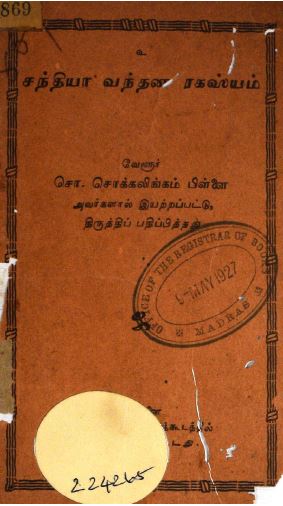 869
உ
சந்தியா வந்தன ரகஸ்யம்
வேலூர்
சொ. சொக்கலிங்கம் பிள்ளை
அவர்களால் இயற்றப்பட்டு,
திருத்திப் பதிப்பித்தது
OFFICE OF THE REGISTRAR OF BOOKS
MAY 1927
MADRAS
224265